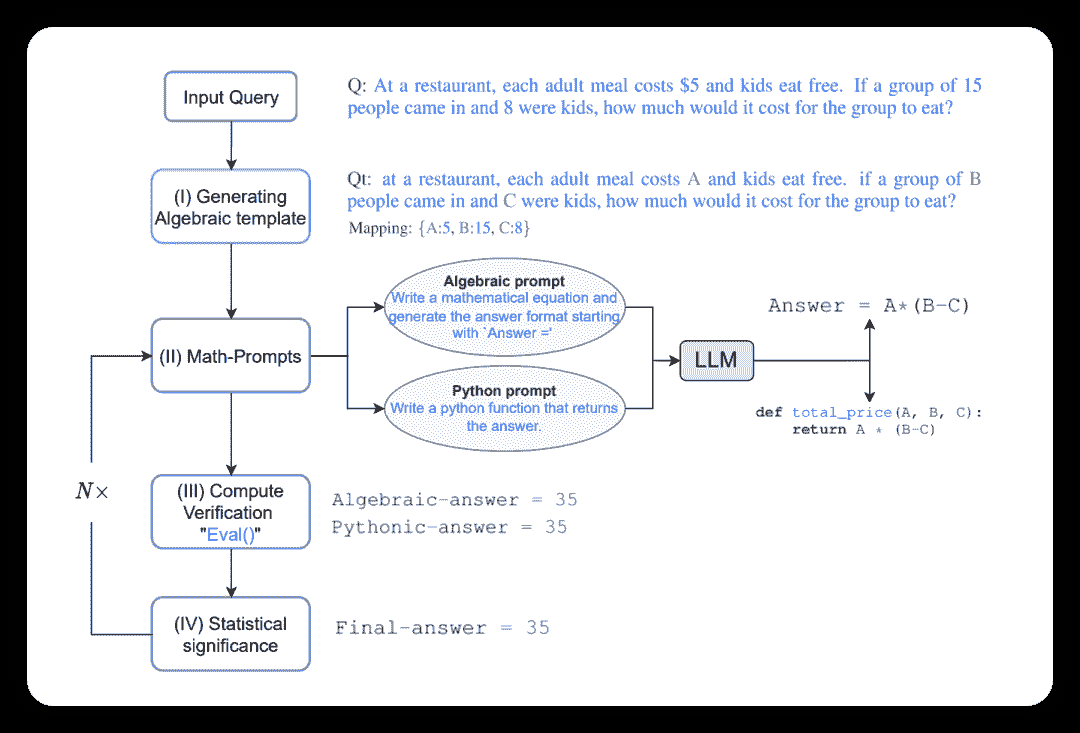 Input Query
Q: At a restaurant, each adult meal costs $5 and kids eat free. If a group of 15
people came in and 8 were kids, how much would it cost for the group to eat?
(I) Generating
Algebraic template
Qt: at a restaurant, each adult meal costs A and kids eat free. if a group of B
people came in and C were kids, how much would it cost for the group to eat?
Mapping: {A:5, B:15, C:8}
(II) Math-Prompts
Algebraic prompt
Write a mathematical equation and
generate the answer format starting
with `Answer ='
Python prompt
Write a python function that returns
the answer.
LLM
Answer = A*(B-C)
def total_price(A, B, C):
return A * (B-C)
N×
(III) Compute
Verification
"Eval()"
Algebraic-answer = 35
Pythonic-answer = 35
(IV) Statistical
significance
Final-answer = 35